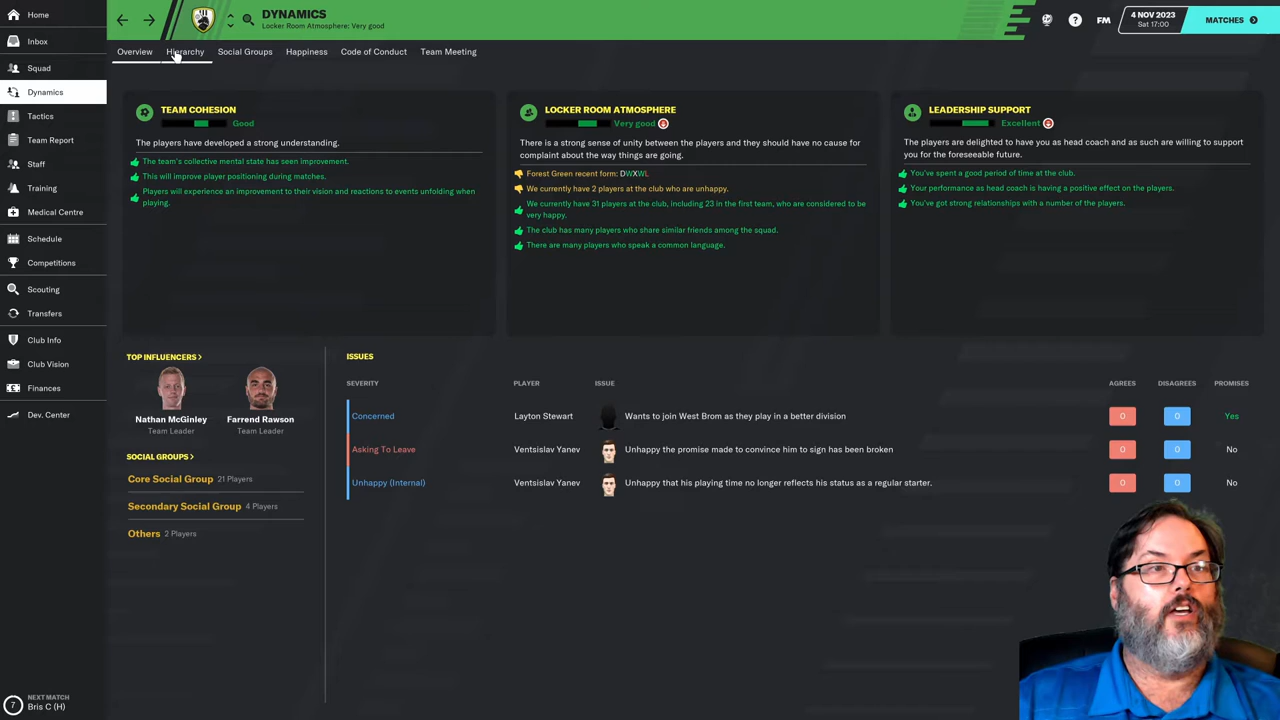 Home
Inbox
Squad
Dynamics
Tactics
Team Report
Staff
Training
Medical Centre
Schedule
Competitions
Scouting
Transfers
Club Info
Club Vision
Finances
Dev. Center
7
NEXT MATCH
Bris C (H)
DYNAMICS
Locker Room Atmosphere: Very good
?
FM
4 NOV 2023
Sat 17:00
MATCHES
Overview
Hierarchy
Social Groups
Happiness
Code of Conduct
Team Meeting
TEAM COHESION
Good
The players have developed a strong understanding.
The team's collective mental state has seen improvement.
This will improve player positioning during matches.
Players will experience an improvement to their vision and reactions to events unfolding when
playing.
LOCKER ROOM ATMOSPHERE
Very good
There is a strong sense of unity between the players and they should have no cause for
complaint about the way things are going.
Forest Green recent form: DWXWL
We currently have 2 players at the club who are unhappy.
We currently have 31 players at the club, including 23 in the first team, who are considered to be
very happy.
The club has many players who share similar friends among the squad.
There are many players who speak a common language.
LEADERSHIP SUPPORT
Excellent
The players are delighted to have you as head coach and as such are willing to support
you for the foreseeable future.
You've spent a good period of time at the club.
Your performance as head coach is having a positive effect on the players.
You've got strong relationships with a number of the players.
TOP INFLUENCERS >
Nathan McGinley
Team Leader
Farrend Rawson
Team Leader
SOCIAL GROUPS >
Core Social Group 21 Players
Secondary Social Group 4 Players
Others 2 Players
ISSUES
SEVERITY PLAYER ISSUE AGREES DISAGREES PROMISES
Concerned Layton Stewart Wants to join West Brom as they play in a better division 0 0 Yes
Asking To Leave Ventsislav Yanev Unhappy the promise made to convince him to sign has been broken 0 0 No
Unhappy (Internal) Ventsislav Yanev Unhappy that his playing time no longer reflects his status as a regular starter. 0 0 No